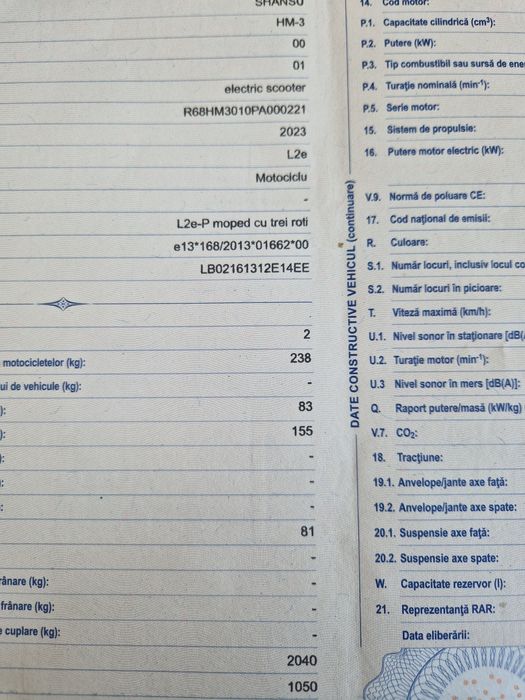 SHANSU
HM-3
00
01
electric scooter
R68HM3010PA000221
2023
L2e
Motociclu
-
L2e-P moped cu trei roti
e13*168/2013*01662*00
LB02161312E14EE
2
motocicletelor (kg): 238
ui de vehicule (kg): -
): 83
): 155
): -
: -
: -
81
-
rânare (kg): -
frânare (kg): -
e cuplare (kg): -
2040
1050
DATE CONSTRUCTIVE VEHICUL (continuare)
14. Cod motor:
P.1. Capacitate cilindrică (cm³):
P.2. Putere (kW):
P.3. Tip combustibil sau sursă de ene
P.4. Turație nominală (min⁻¹):
P.5. Serie motor:
15. Sistem de propulsie:
16. Putere motor electric (kW):
V.9. Normă de poluare CE:
17. Cod național de emisii:
R. Culoare:
S.1. Număr locuri, inclusiv locul co
S.2. Număr locuri în picioare:
T. Viteză maximă (km/h):
U.1. Nivel sonor în staționare [dB(A
U.2. Turație motor (min⁻¹):
U.3 Nivel sonor în mers [dB(A)]:
Q. Raport putere/masă (kW/kg)
V.7. CO₂:
18. Tracțiune:
19.1. Anvelope/jante axe față:
19.2. Anvelope/jante axe spate:
20.1. Suspensie axe față:
20.2. Suspensie axe spate:
W. Capacitate rezervor (l):
21. Reprezentanță RAR:
Data eliberării: